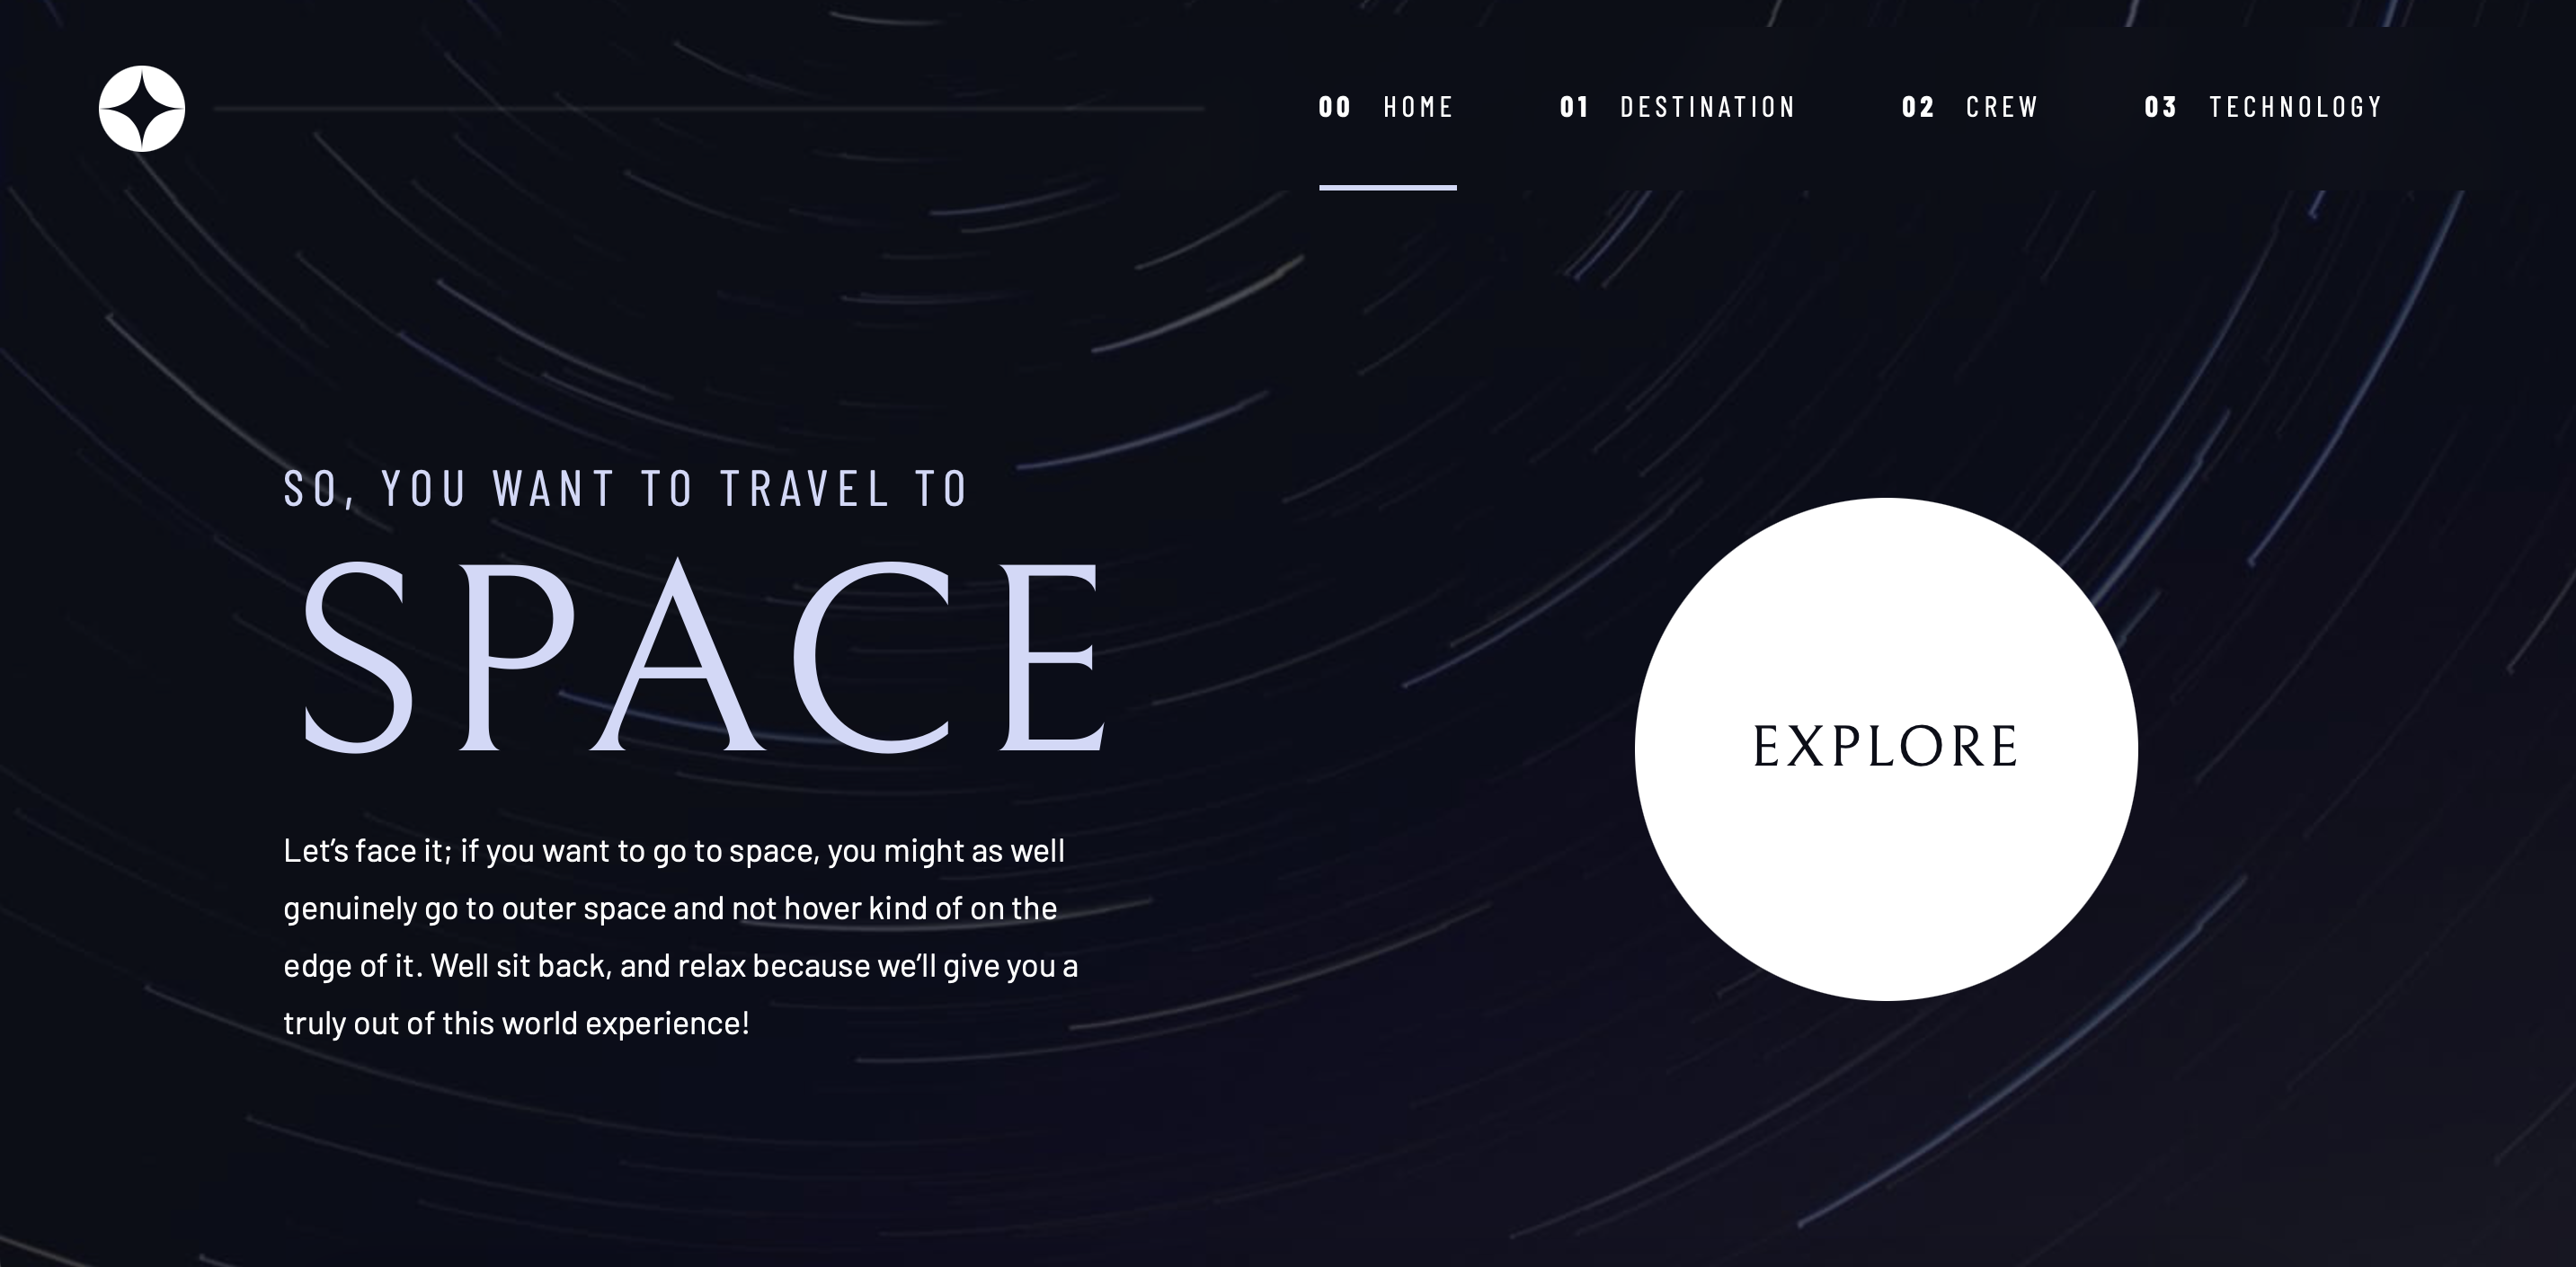 00 HOME 01 DESTINATION 02 CREW 03 TECHNOLOGY
SO, YOU WANT TO TRAVEL TO
SPACE
Let’s face it; if you want to go to space, you might as well
genuinely go to outer space and not hover kind of on the
edge of it. Well sit back, and relax because we’ll give you a
truly out of this world experience!
EXPLORE